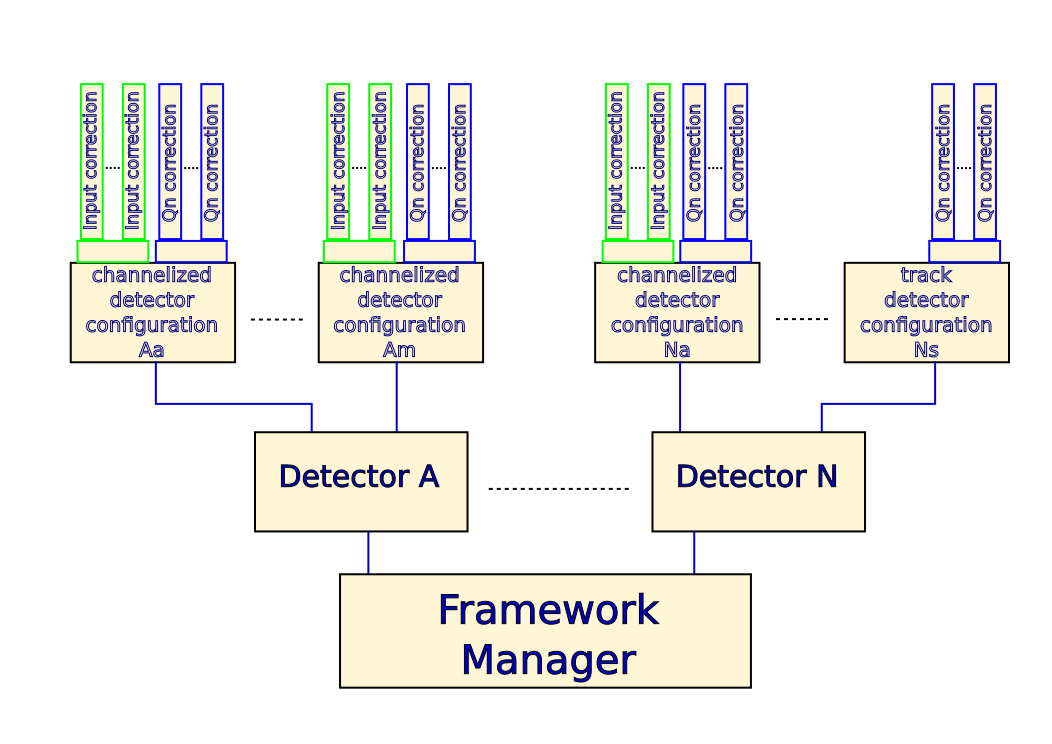 Input correction
Input correction
Qn correction
Qn correction
Input correction
Input correction
Qn correction
Qn correction
Input correction
Input correction
Qn correction
Qn correction
Qn correction
Qn correction
channelized
detector
configuration
Aa
channelized
detector
configuration
Am
channelized
detector
configuration
Na
track
detector
configuration
Ns
Detector A
Detector N
Framework
Manager